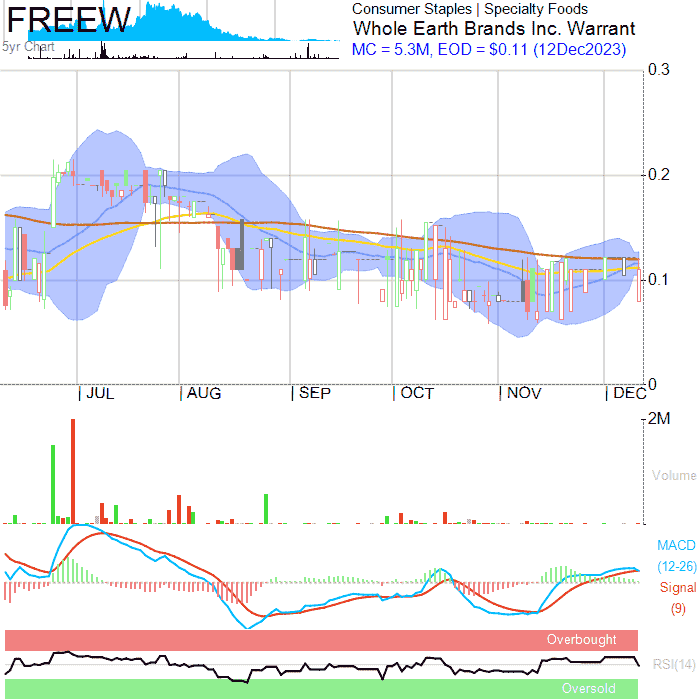 FREEW
5yr Chart
Consumer Staples | Specialty Foods
Whole Earth Brands Inc. Warrant
MC = 5.3M, EOD = $0.11 (12Dec2023)
0.3
0.2
0.1
0
| JUL | AUG | SEP | OCT | NOV | DEC
2M
Volume
MACD
(12-26)
Signal
(9)
Overbought
RSI(14)
Oversold